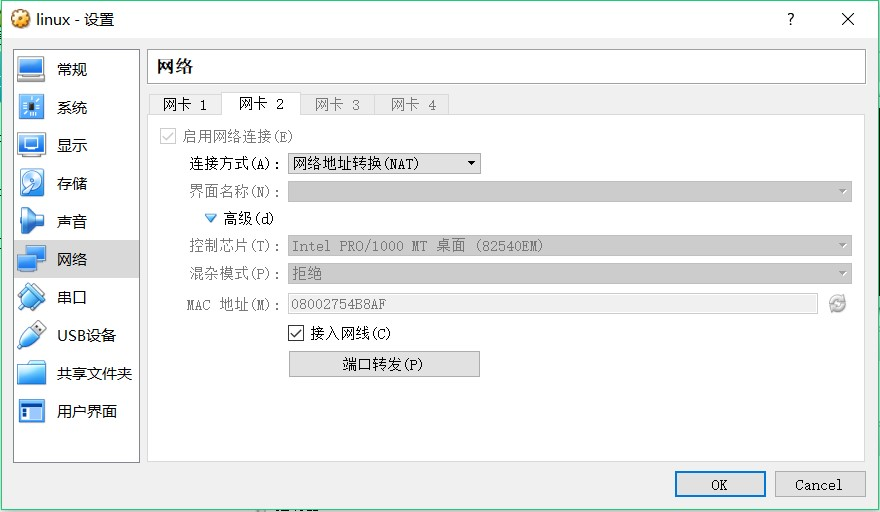 linux - 设置
?
常规
系统
显示
存储
声音
网络
串口
USB设备
共享文件夹
用户界面
网络
网卡 1 网卡 2 网卡 3 网卡 4
启用网络连接(E)
连接方式(A): 网络地址转换(NAT)
界面名称(N):
高级(d)
控制芯片(T): Intel PRO/1000 MT 桌面 (82540EM)
混杂模式(P): 拒绝
MAC 地址(M): 08002754B8AF
接入网线(C)
端口转发(P)
OK Cancel